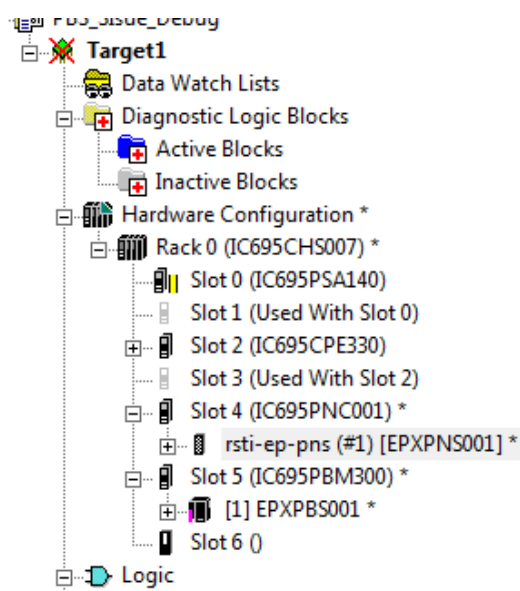 Target1
Data Watch Lists
Diagnostic Logic Blocks
Active Blocks
Inactive Blocks
Hardware Configuration *
Rack 0 (IC695CHS007) *
Slot 0 (IC695PSA140)
Slot 1 (Used With Slot 0)
Slot 2 (IC695CPE330)
Slot 3 (Used With Slot 2)
Slot 4 (IC695PNC001) *
rsti-ep-pns (#1) [EPXPNS001] *
Slot 5 (IC695PBM300) *
[1] EPXPBS001 *
Slot 6 ()
Logic